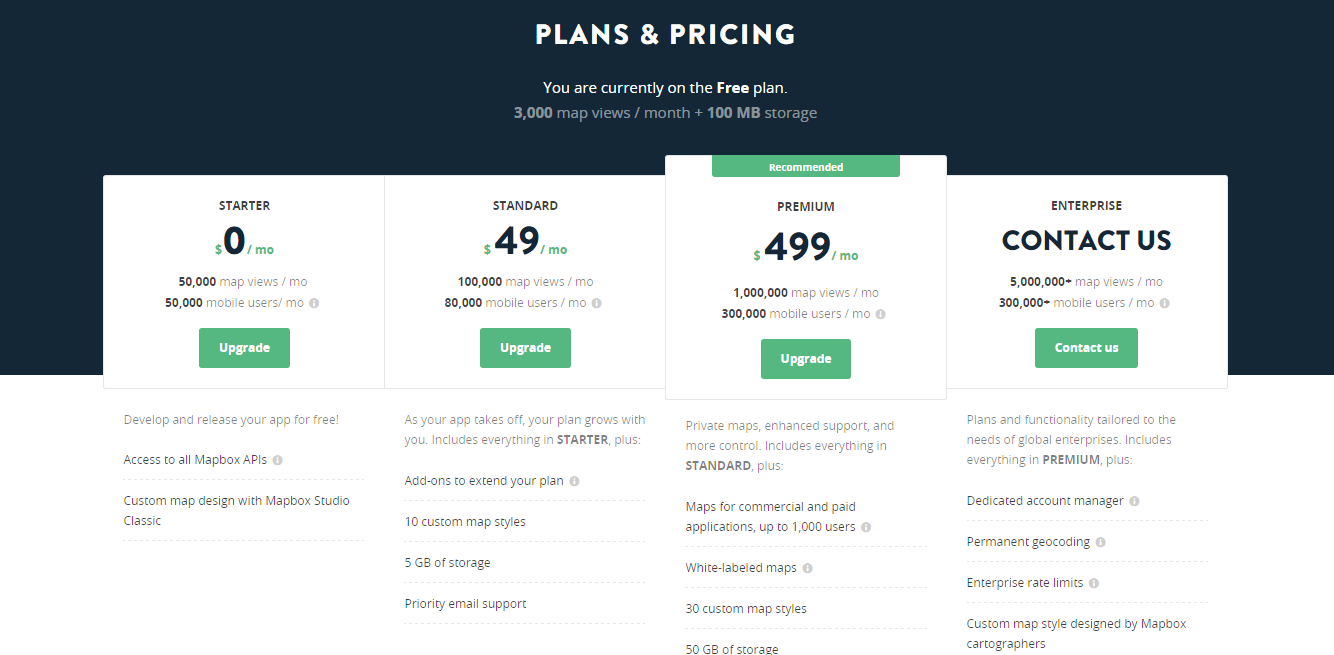 PLANS & PRICING
You are currently on the Free plan.
3,000 map views / month + 100 MB storage
STARTER
$0/ mo
50,000 map views / mo
50,000 mobile users/ mo
Upgrade
Develop and release your app for free!
Access to all Mapbox APIs
Custom map design with Mapbox Studio
Classic
STANDARD
$49/ mo
100,000 map views / mo
80,000 mobile users / mo
Upgrade
As your app takes off, your plan grows with
you. Includes everything in STARTER, plus:
Add-ons to extend your plan
10 custom map styles
5 GB of storage
Priority email support
Recommended
PREMIUM
$499/ mo
1,000,000 map views / mo
300,000 mobile users / mo
Upgrade
Private maps, enhanced support, and
more control. Includes everything in
STANDARD, plus:
Maps for commercial and paid
applications, up to 1,000 users
White-labeled maps
30 custom map styles
50 GB of storage
ENTERPRISE
CONTACT US
5,000,000+ map views / mo
300,000+ mobile users / mo
Contact us
Plans and functionality tailored to the
needs of global enterprises. Includes
everything in PREMIUM, plus:
Dedicated account manager
Permanent geocoding
Enterprise rate limits
Custom map style designed by Mapbox
cartographers